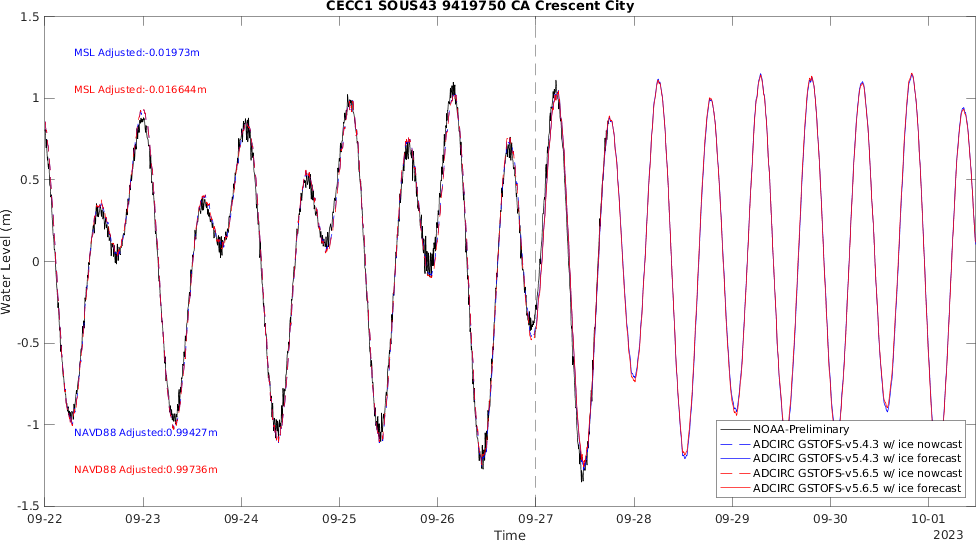 CECC1 SOUS43 9419750 CA Crescent City
1.5
MSL Adjusted:-0.01973m
MSL Adjusted:-0.016644m
1
0.5
0
-0.5
-1
-1.5
Water Level (m)
NAVD88 Adjusted:0.99427m
NAVD88 Adjusted:0.99736m
NOAA-Preliminary
ADCIRC GSTOFS-v5.4.3 w/ ice nowcast
ADCIRC GSTOFS-v5.4.3 w/ ice forecast
ADCIRC GSTOFS-v5.6.5 w/ ice nowcast
ADCIRC GSTOFS-v5.6.5 w/ ice forecast
09-22 09-23 09-24 09-25 09-26 09-27 09-28 09-29 09-30 10-01
Time
2023